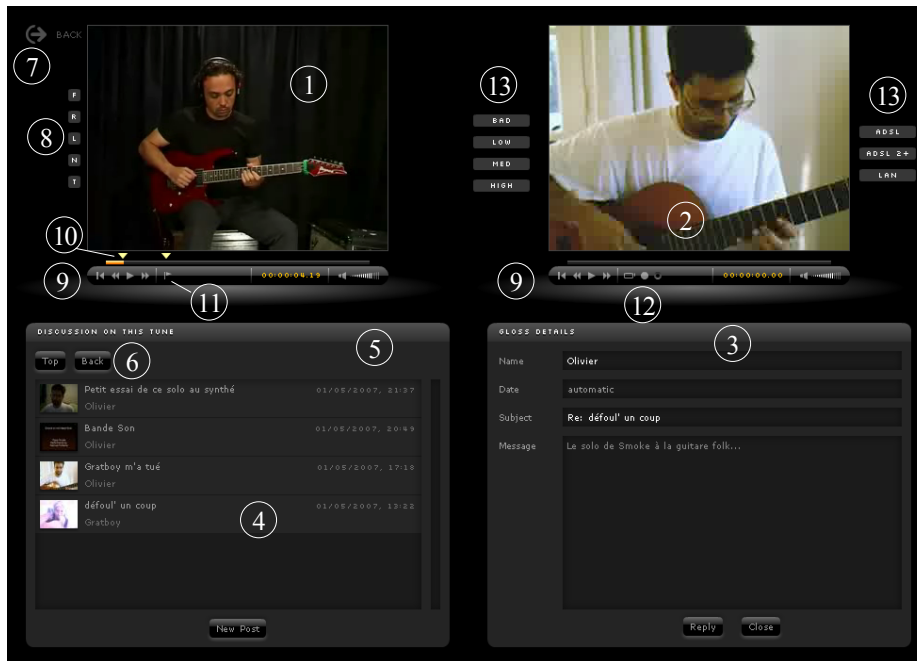 BACK
7
8
F
R
L
N
T
1
10
9
00:00:04.19
11
13
BAD
LOW
MED
HIGH
2
13
ADSL
ADSL 2+
LAN
9
00:00:00.00
12
DISCUSSION ON THIS TUNE
5
Top Back 6
Petit essai de ce solo au synthé 01/05/2007, 21:37
Olivier
Bande Son 01/05/2007, 20:49
Olivier
Gratboy m'a tué 01/05/2007, 17:18
Olivier
défoul' un coup 01/05/2007, 13:22
Gratboy
4
New Post
GLOSS DETAILS
3
Name Olivier
Date automatic
Subject Re: défoul' un coup
Message Le solo de Smoke à la guitare folk...
Reply Close